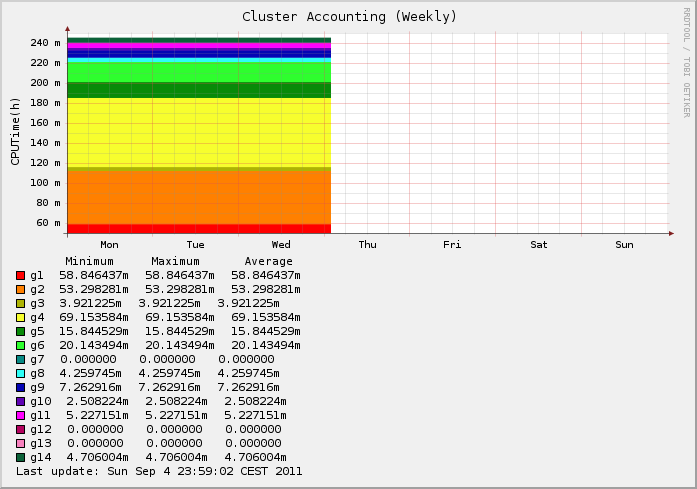 Cluster Accounting (Weekly)
RRDTOOL / TOBI OETIKER
CPUTime(h)
240 m
220 m
200 m
180 m
160 m
140 m
120 m
100 m
80 m
60 m
Mon Tue Wed Thu Fri Sat Sun
Minimum Maximum Average
g1 58.846437m 58.846437m 58.846437m
g2 53.298281m 53.298281m 53.298281m
g3 3.921225m 3.921225m 3.921225m
g4 69.153584m 69.153584m 69.153584m
g5 15.844529m 15.844529m 15.844529m
g6 20.143494m 20.143494m 20.143494m
g7 0.000000 0.000000 0.000000
g8 4.259745m 4.259745m 4.259745m
g9 7.262916m 7.262916m 7.262916m
g10 2.508224m 2.508224m 2.508224m
g11 5.227151m 5.227151m 5.227151m
g12 0.000000 0.000000 0.000000
g13 0.000000 0.000000 0.000000
g14 4.706004m 4.706004m 4.706004m
Last update: Sun Sep 4 23:59:02 CEST 2011